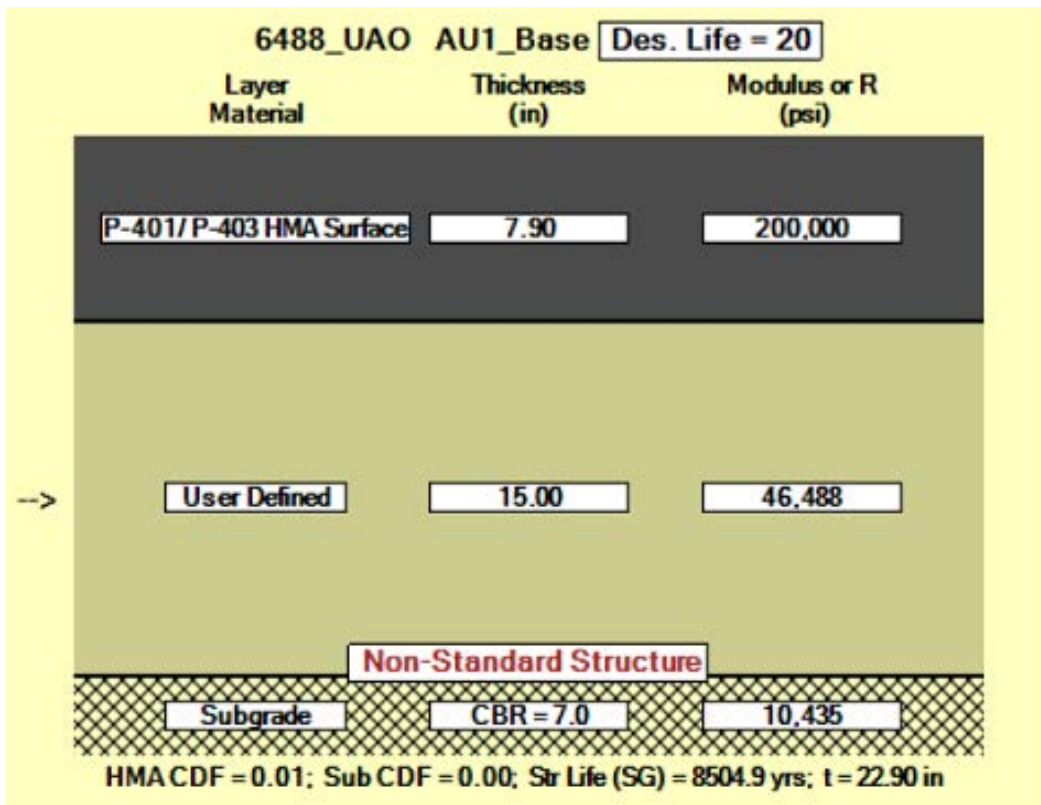 6488_UAO AU1_Base Des. Life = 20
Layer Material Thickness (in) Modulus or R (psi)
P-401/ P-403 HMA Surface 7.90 200,000
--> User Defined 15.00 46,488
Non-Standard Structure
Subgrade CBR = 7.0 10,435
HMA CDF = 0.01; Sub CDF = 0.00; Str Life (SG) = 8504.9 yrs; t = 22.90 in